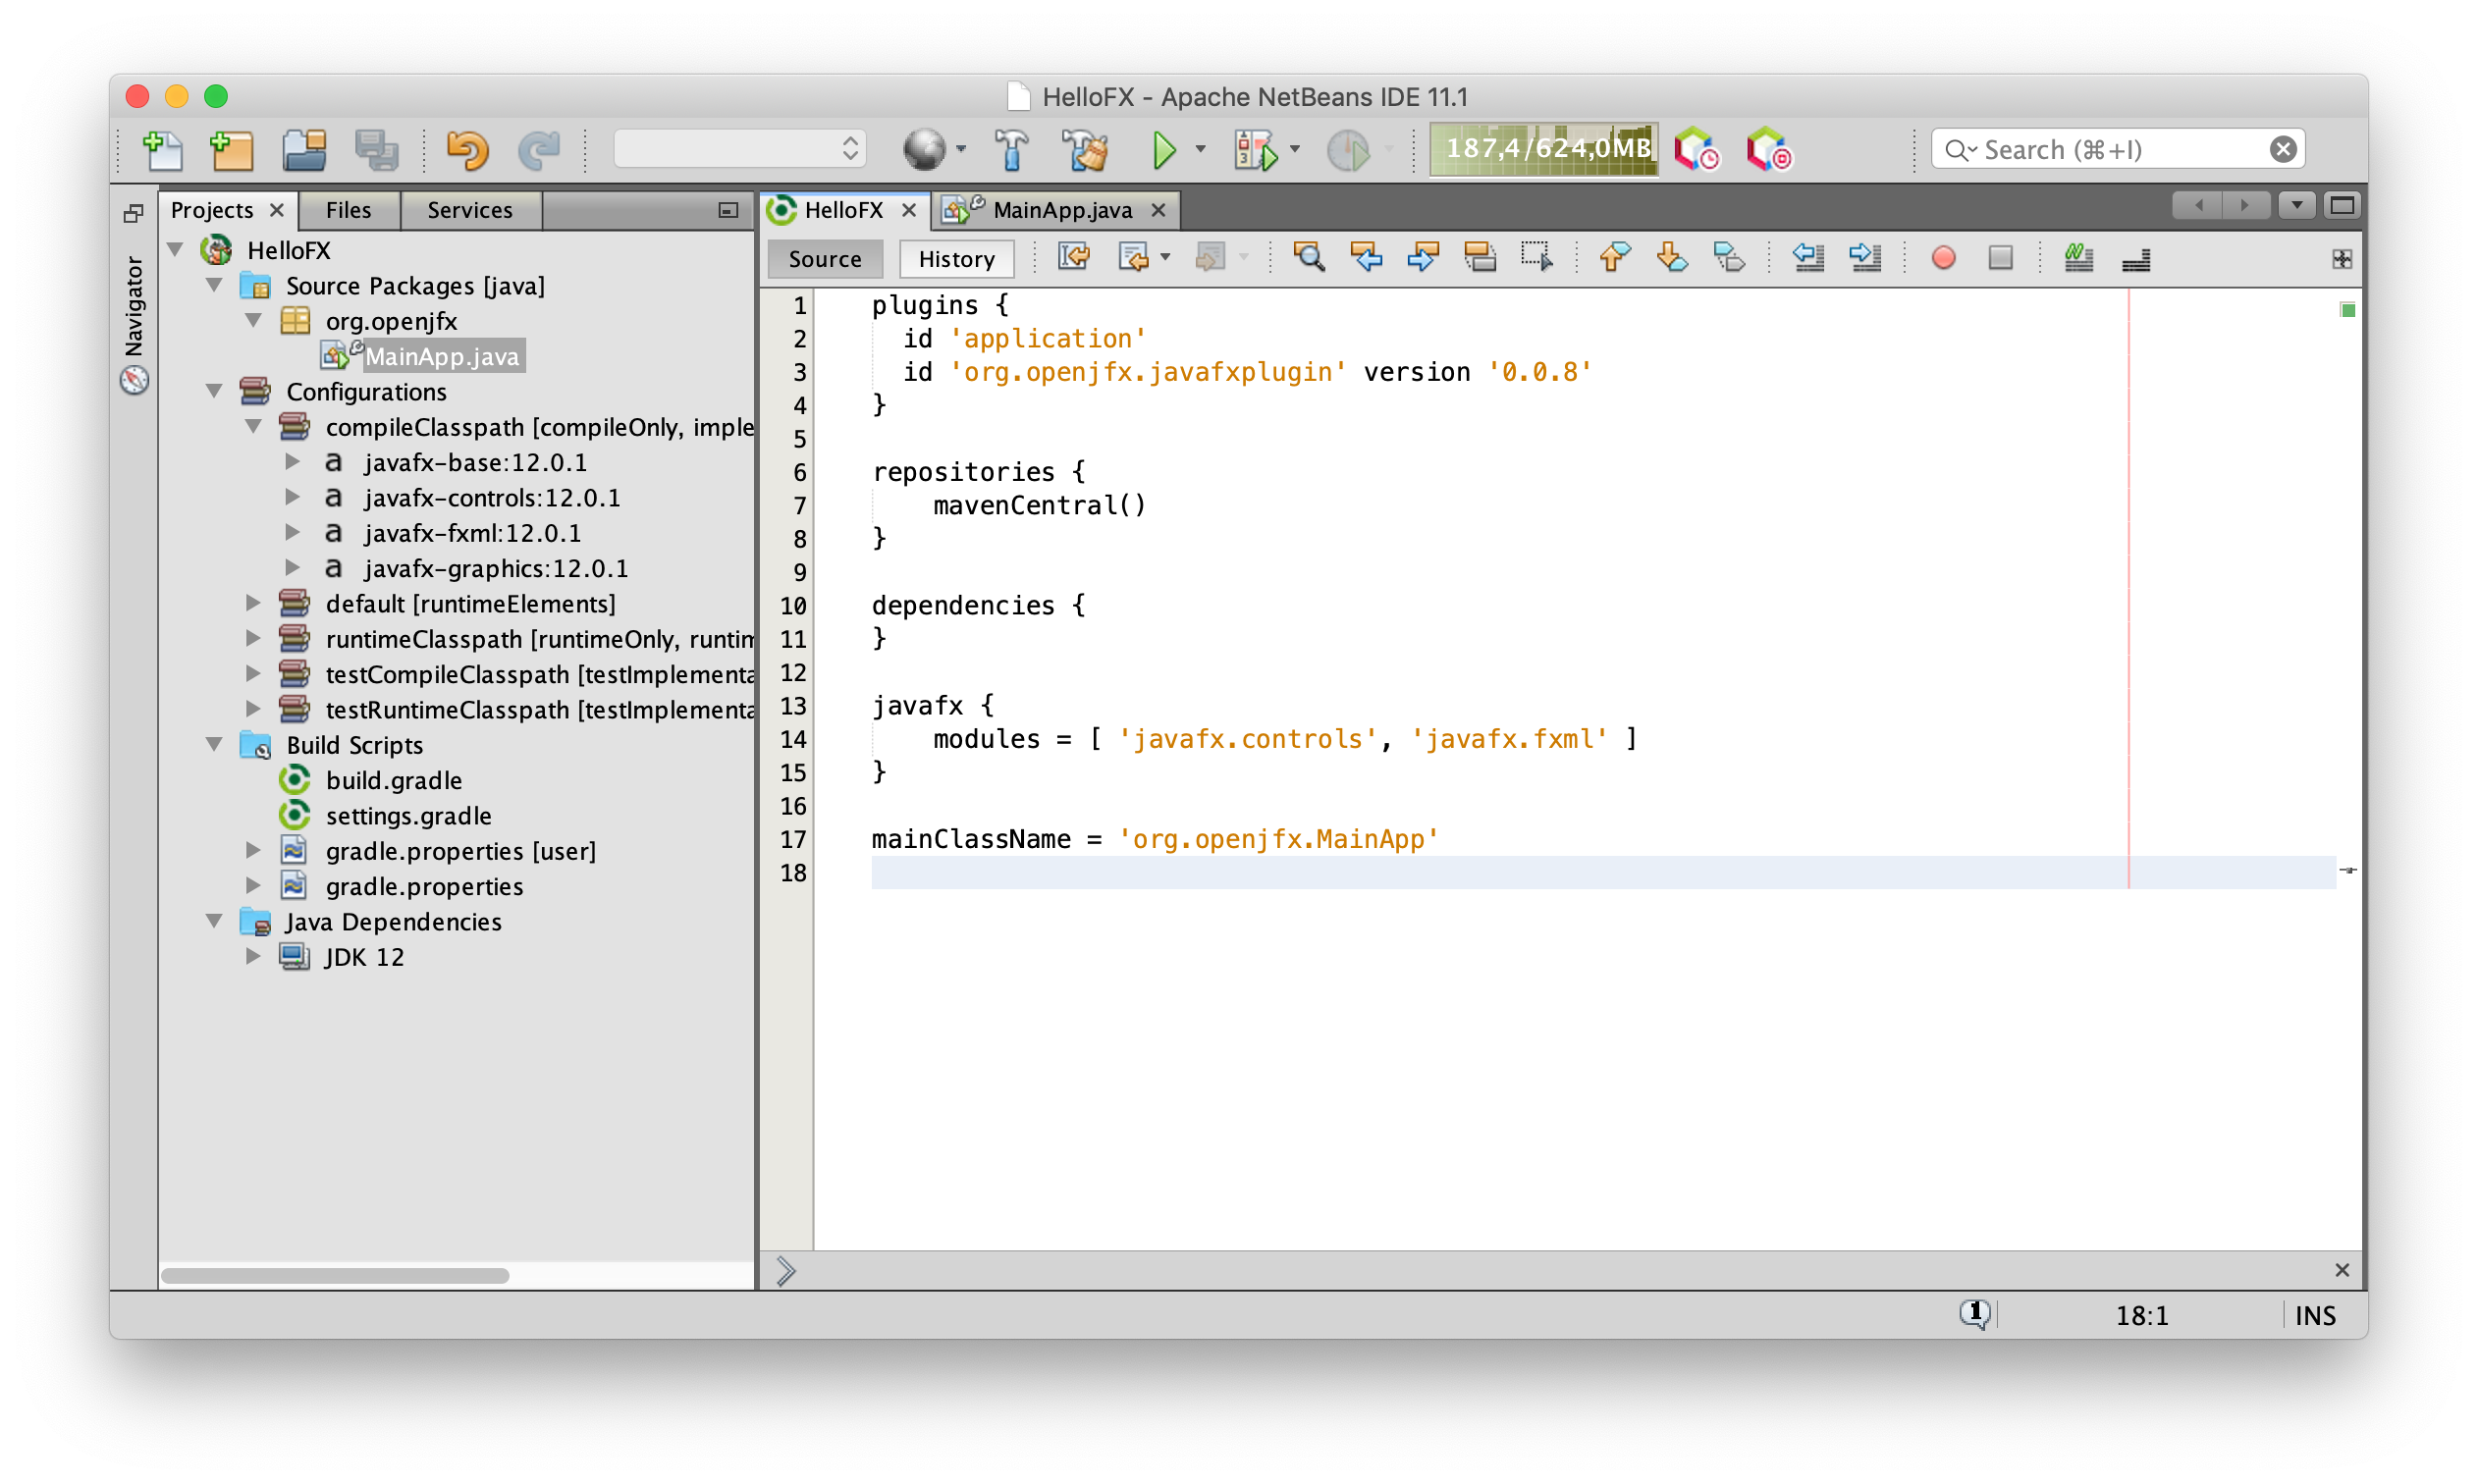 HelloFX - Apache NetBeans IDE 11.1
187,4/624,0MB
Search (⌘+I)
Projects
Files
Services
HelloFX
MainApp.java
Navigator
Source
History
HelloFX
Source Packages [java]
org.openjfx
MainApp.java
Configurations
compileClasspath [compileOnly, imple
a javafx-base:12.0.1
a javafx-controls:12.0.1
a javafx-fxml:12.0.1
a javafx-graphics:12.0.1
default [runtimeElements]
runtimeClasspath [runtimeOnly, runtim
testCompileClasspath [testImplementa
testRuntimeClasspath [testImplementa
Build Scripts
build.gradle
settings.gradle
gradle.properties [user]
gradle.properties
Java Dependencies
JDK 12
1 plugins {
2   id 'application'
3   id 'org.openjfx.javafxplugin' version '0.0.8'
4 }
5
6 repositories {
7     mavenCentral()
8 }
9
10 dependencies {
11 }
12
13 javafx {
14     modules = [ 'javafx.controls', 'javafx.fxml' ]
15 }
16
17 mainClassName = 'org.openjfx.MainApp'
18
1
18:1
INS